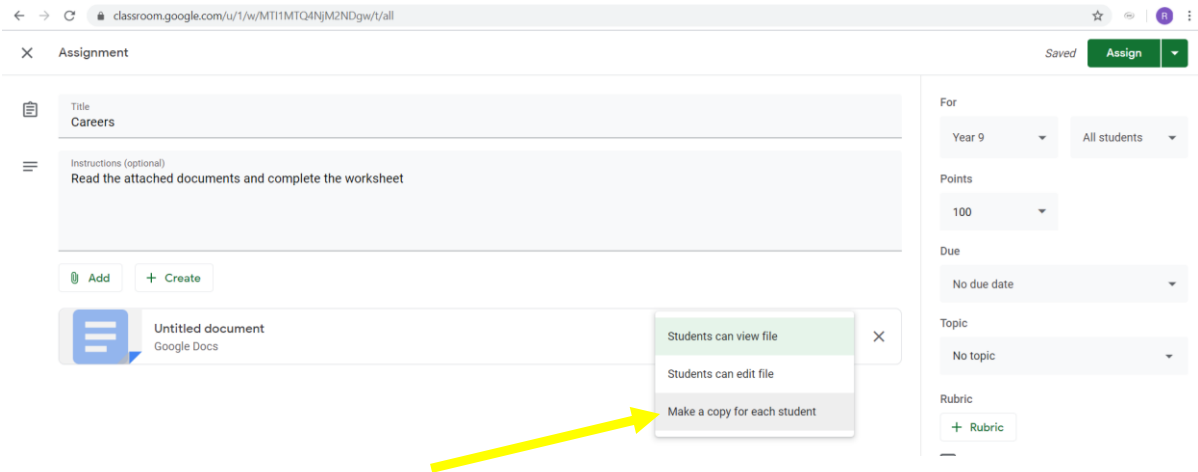 classroom.google.com/u/1/w/MTI1MTQ4NjM2NDgw/t/all
R
Assignment
Saved
Assign
Title
Careers
Instructions (optional)
Read the attached documents and complete the worksheet
Add
+ Create
Untitled document
Google Docs
Students can view file
Students can edit file
Make a copy for each student
For
Year 9
All students
Points
100
Due
No due date
Topic
No topic
Rubric
+ Rubric